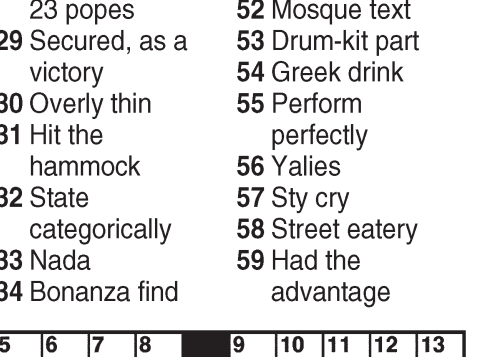 23 popes
29 Secured, as a
victory
30 Overly thin
31 Hit the
hammock
32 State
categorically
33 Nada
34 Bonanza find
52 Mosque text
53 Drum-kit part
54 Greek drink
55 Perform
perfectly
56 Yalies
57 Sty cry
58 Street eatery
59 Had the
advantage
5 6 7 8 9 10 11 12 13